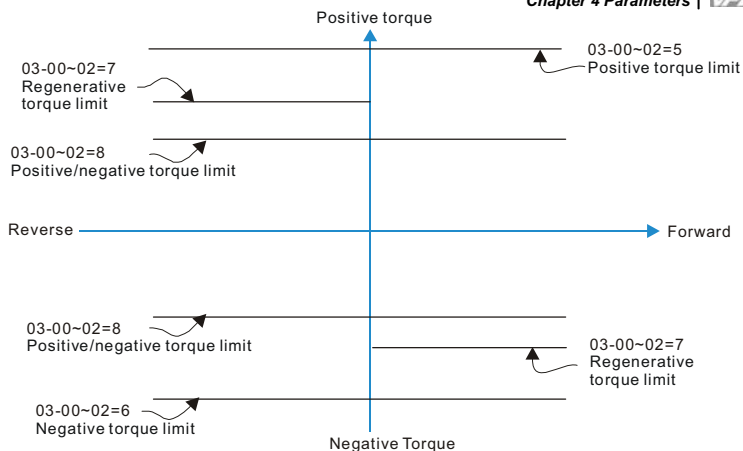 Chapter 4 Parameters |
Positive torque
03-00~02=5
Positive torque limit
03-00~02=7
Regenerative
torque limit
03-00~02=8
Positive/negative torque limit
Reverse
Forward
03-00~02=8
Positive/negative torque limit
03-00~02=7
Regenerative
torque limit
03-00~02=6
Negative torque limit
Negative Torque